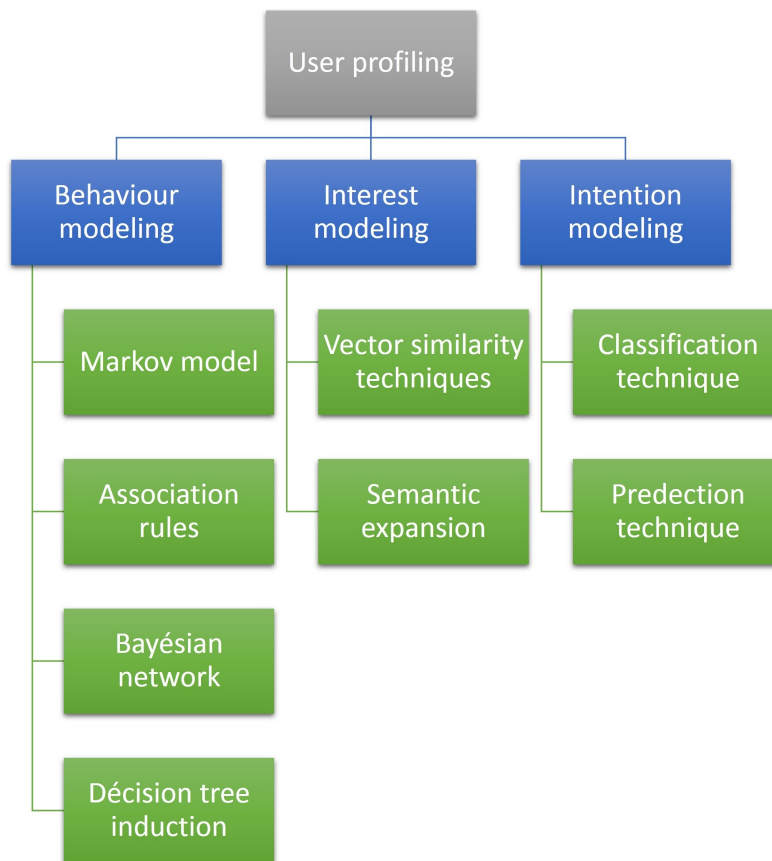 User profiling
Behaviour
modeling
Interest
modeling
Intention
modeling
Markov model
Vector similarity
techniques
Classification
technique
Association
rules
Semantic
expansion
Predection
technique
Bayésian
network
Décision tree
induction